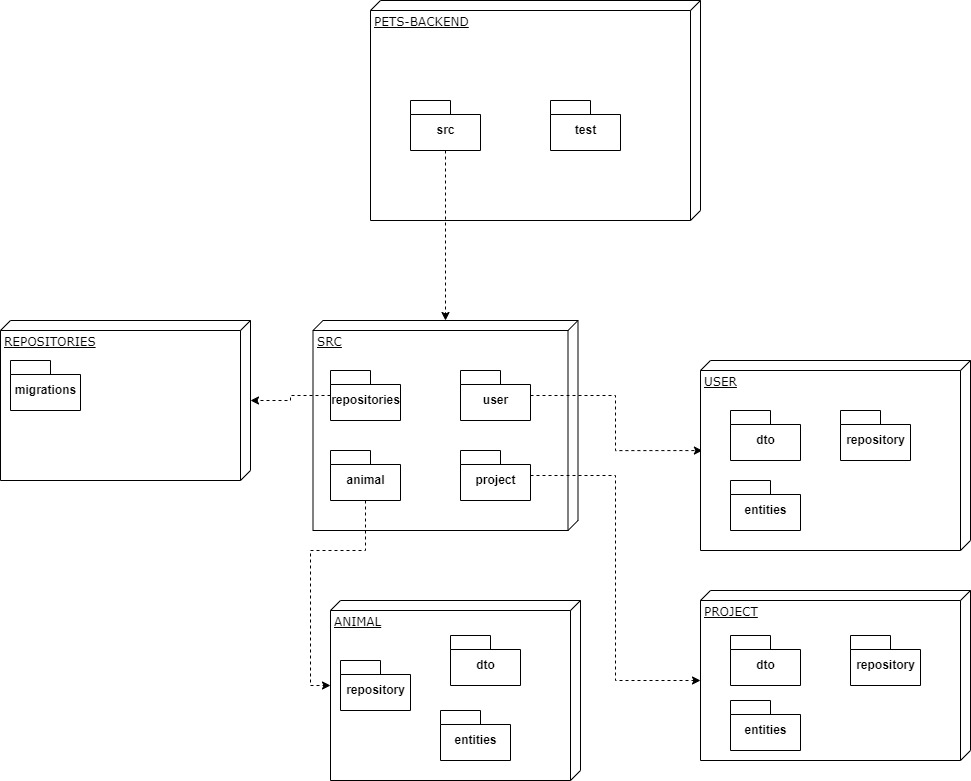 PETS-BACKEND
src
test
REPOSITORIES
migrations
SRC
repositories
user
animal
project
USER
dto
repository
entities
ANIMAL
dto
repository
entities
PROJECT
dto
repository
entities